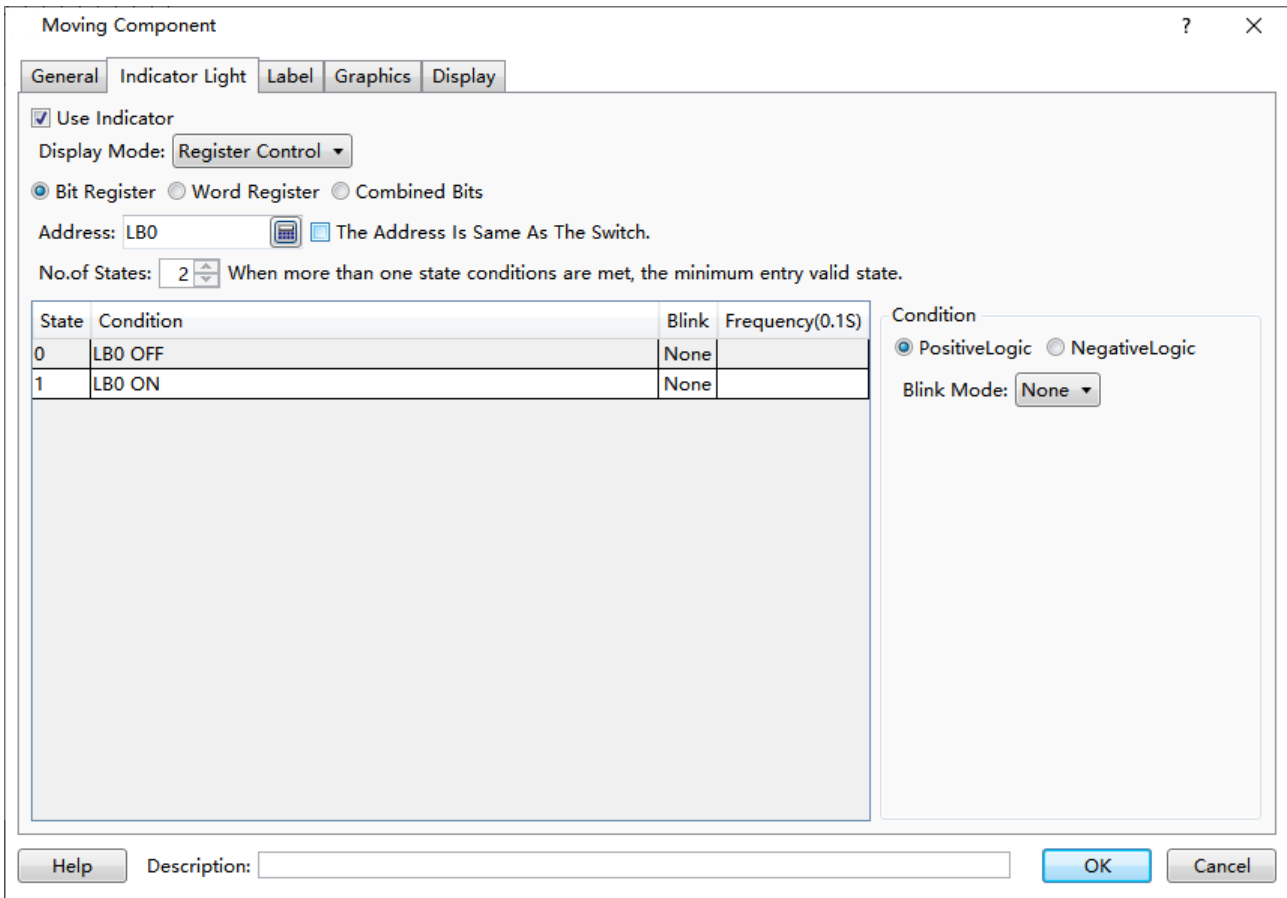 Moving Component ?
General Indicator Light Label Graphics Display
Use Indicator
Display Mode: Register Control
Bit Register Word Register Combined Bits
Address: LB0 The Address Is Same As The Switch.
No.of States: 2 When more than one state conditions are met, the minimum entry valid state.
State Condition Blink Frequency(0.1S)
0 LB0 OFF None
1 LB0 ON None
Condition
PositiveLogic NegativeLogic
Blink Mode: None
Help Description: OK Cancel